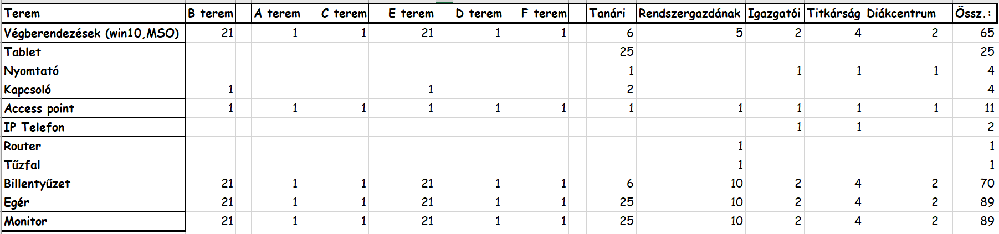 Terem B terem A terem C terem E terem D terem F terem Tanári Rendszergazdának Igazgatói Titkárság Diákcentrum Össz.:
Végberendezések (win10,MSO) 21 1 1 21 1 1 6 5 2 4 2 65
Tablet 25 25
Nyomtató 1 1 1 1 4
Kapcsoló 1 1 2 4
Access point 1 1 1 1 1 1 1 1 1 1 1 11
IP Telefon 1 1 2
Router 1 1
Tűzfal 1 1
Billentyűzet 21 1 1 21 1 1 6 10 2 4 2 70
Egér 21 1 1 21 1 1 25 10 2 4 2 89
Monitor 21 1 1 21 1 1 25 10 2 4 2 89